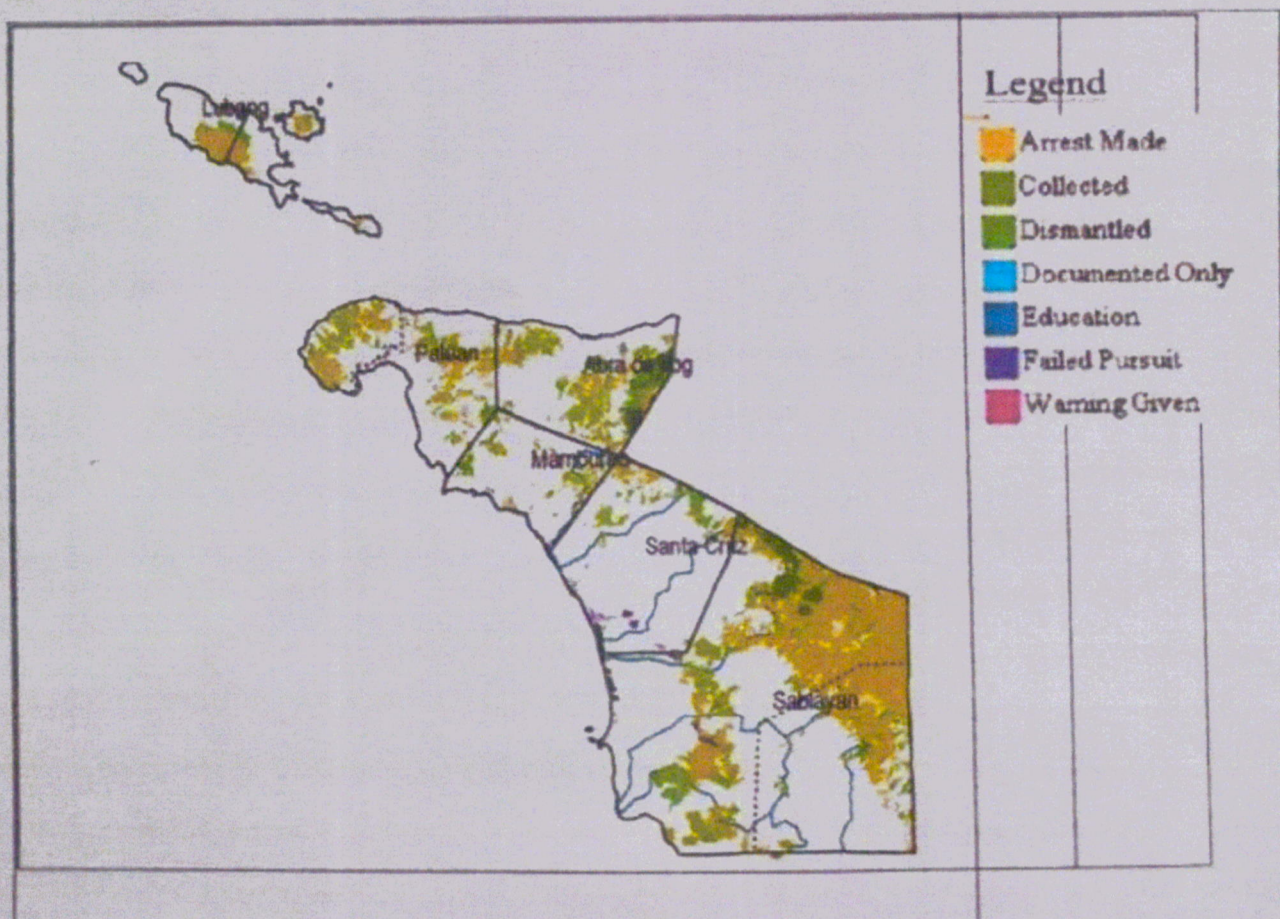 Legend
Arrest Made
Collected
Dismantled
Documented Only
Education
Failed Pursuit
Warning Given
Lubang
Paluan
Abra de Ilog
Mamburao
Santa Cruz
Sablayan